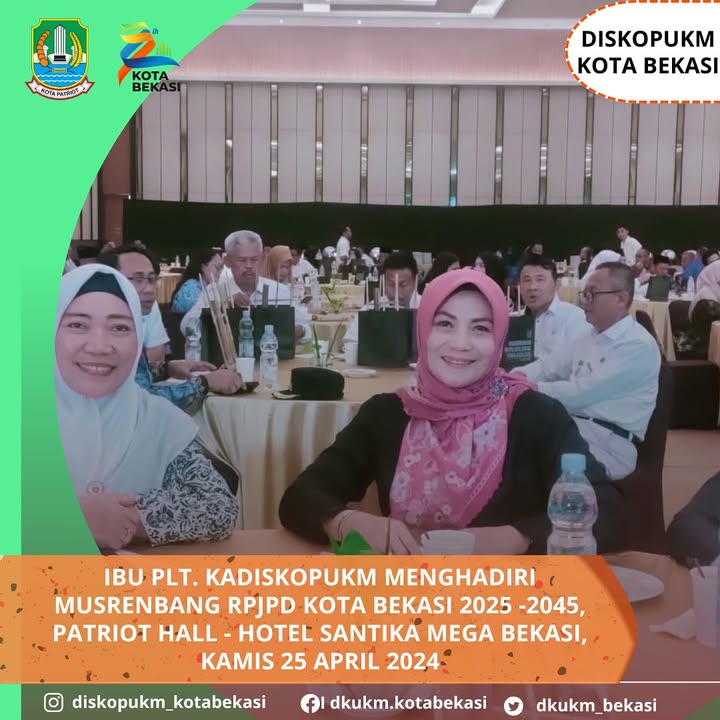 KOTA PATRIOT
th
KOTA
BEKASI
DISKOPUKM
KOTA BEKASI
IBU PLT. KADISKOPUKM MENGHADIRI
MUSRENBANG RPJPD KOTA BEKASI 2025 -2045,
PATRIOT HALL - HOTEL SANTIKA MEGA BEKASI,
KAMIS 25 APRIL 2024
diskopukm_kotabekasi
dkukm.kotabekasi
dkukm_bekasi